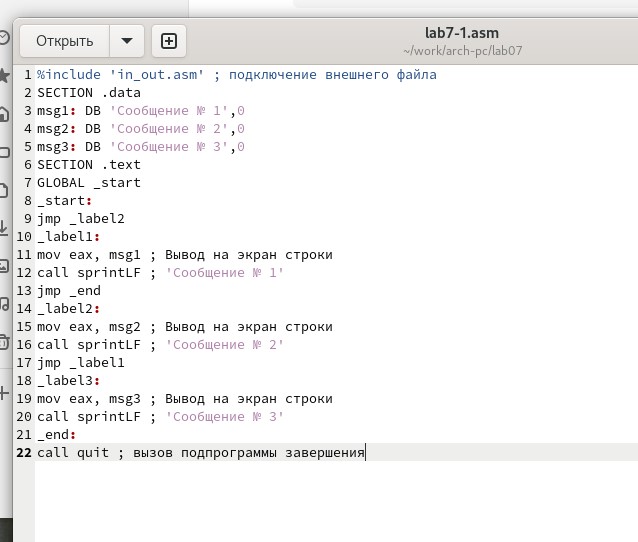 Открыть
lab7-1.asm
~/work/arch-pc/lab07
1 %include 'in_out.asm' ; подключение внешнего файла
2 SECTION .data
3 msg1: DB 'Сообщение № 1',0
4 msg2: DB 'Сообщение № 2',0
5 msg3: DB 'Сообщение № 3',0
6 SECTION .text
7 GLOBAL _start
8 _start:
9 jmp _label2
10 _label1:
11 mov eax, msg1 ; Вывод на экран строки
12 call sprintLF ; 'Сообщение № 1'
13 jmp _end
14 _label2:
15 mov eax, msg2 ; Вывод на экран строки
16 call sprintLF ; 'Сообщение № 2'
17 jmp _label1
18 _label3:
19 mov eax, msg3 ; Вывод на экран строки
20 call sprintLF ; 'Сообщение № 3'
21 _end:
22 call quit ; вызов подпрограммы завершения